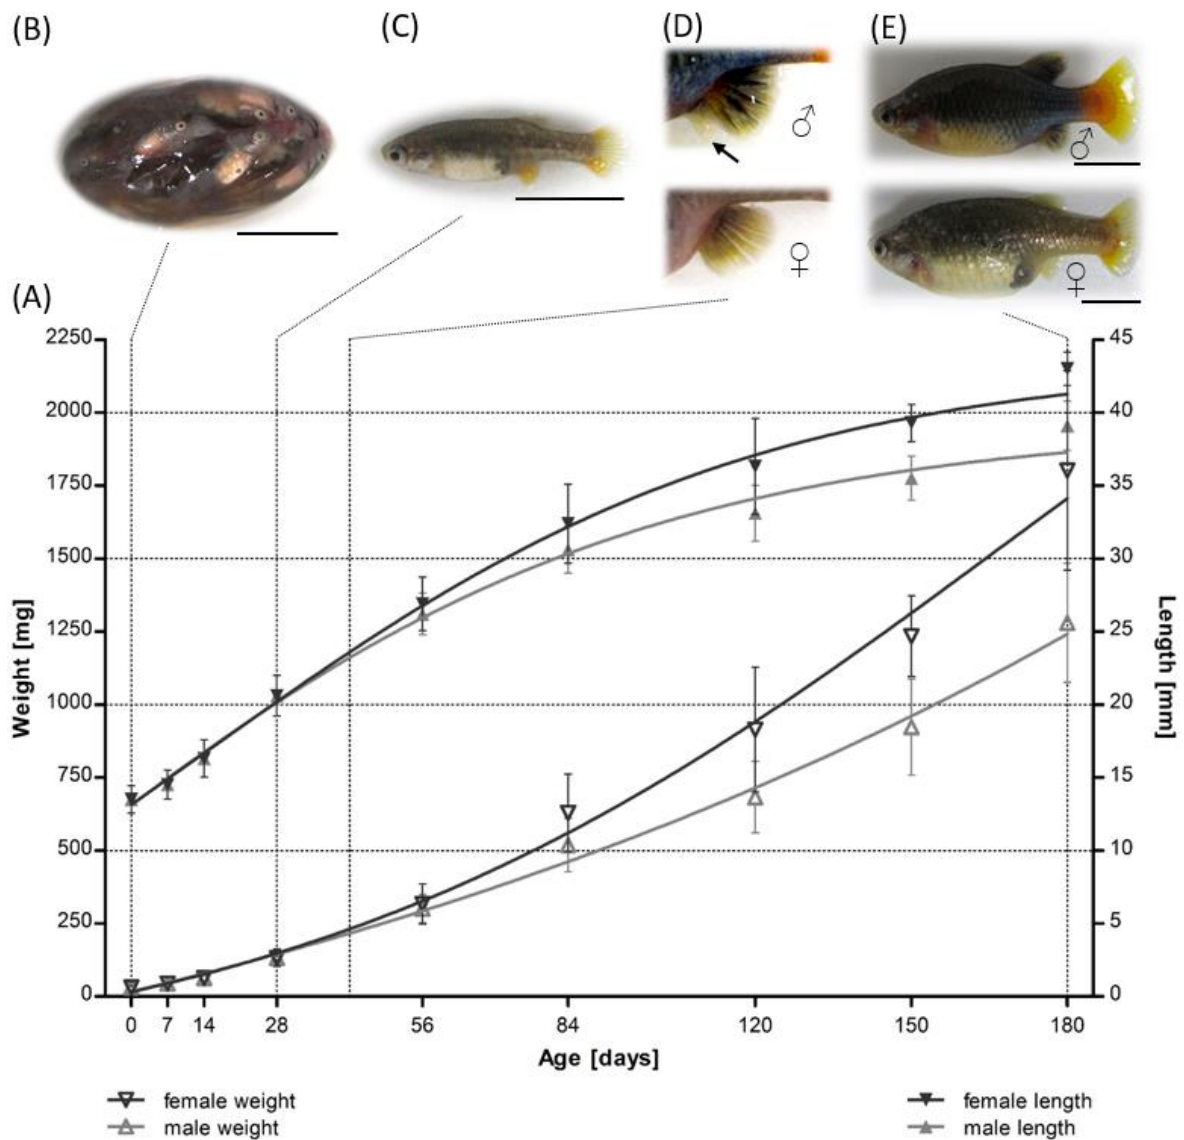 (B)
(C)
(D)
(E)
♂
♂
♀
♀
(A)
2250
2000
1750
1500
1250
1000
750
500
250
0
Weight [mg]
45
40
35
30
25
20
15
10
5
0
Length [mm]
0 7 14 28 56 84 120 150 180
Age [days]
female weight
male weight
female length
male length